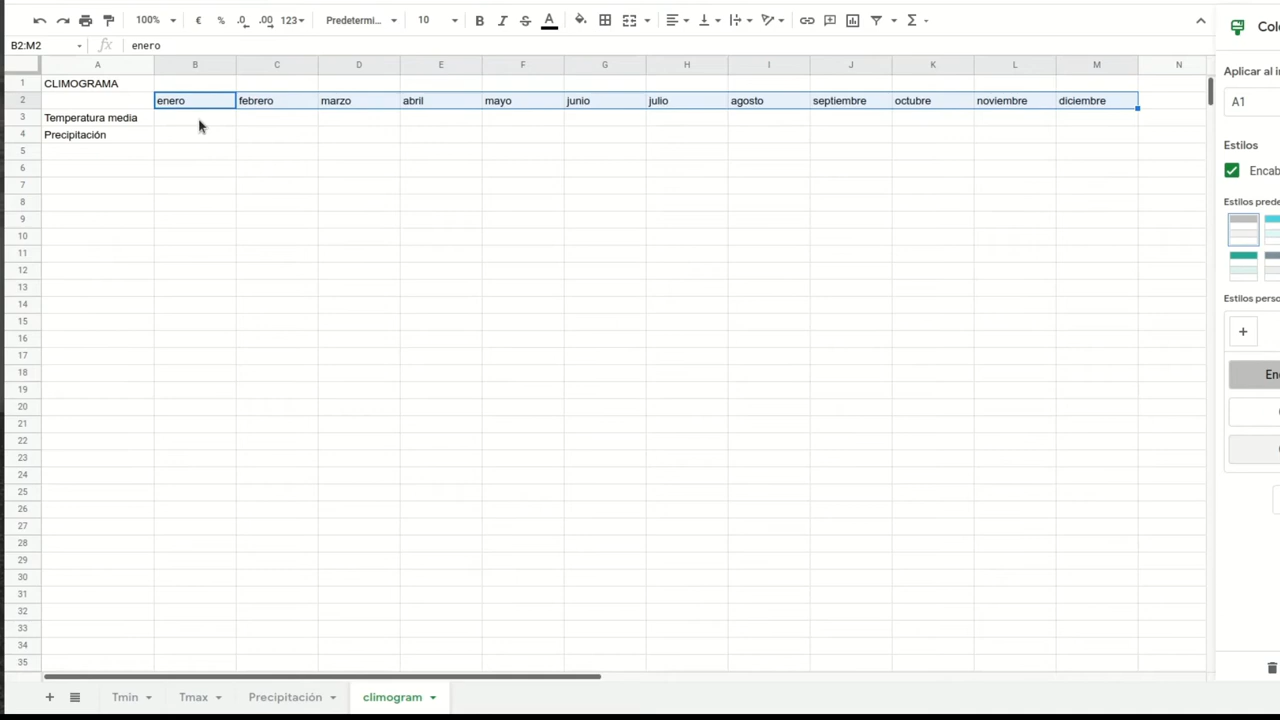 100% € % .0 .00 123 Predetermi... 10 B I S A Σ
B2:M2 fx enero
A B C D E F G H I J K L M N
1 CLIMOGRAMA
2 enero febrero marzo abril mayo junio julio agosto septiembre octubre noviembre diciembre
3 Temperatura media
4 Precipitación
5
6
7
8
9
10
11
12
13
14
15
16
17
18
19
20
21
22
23
24
25
26
27
28
29
30
31
32
33
34
35
Colo
Aplicar al i
A1
Estilos
Encab
Estilos prede
Estilos perso
+
Enc
+ Tmin Tmax Precipitación climogram